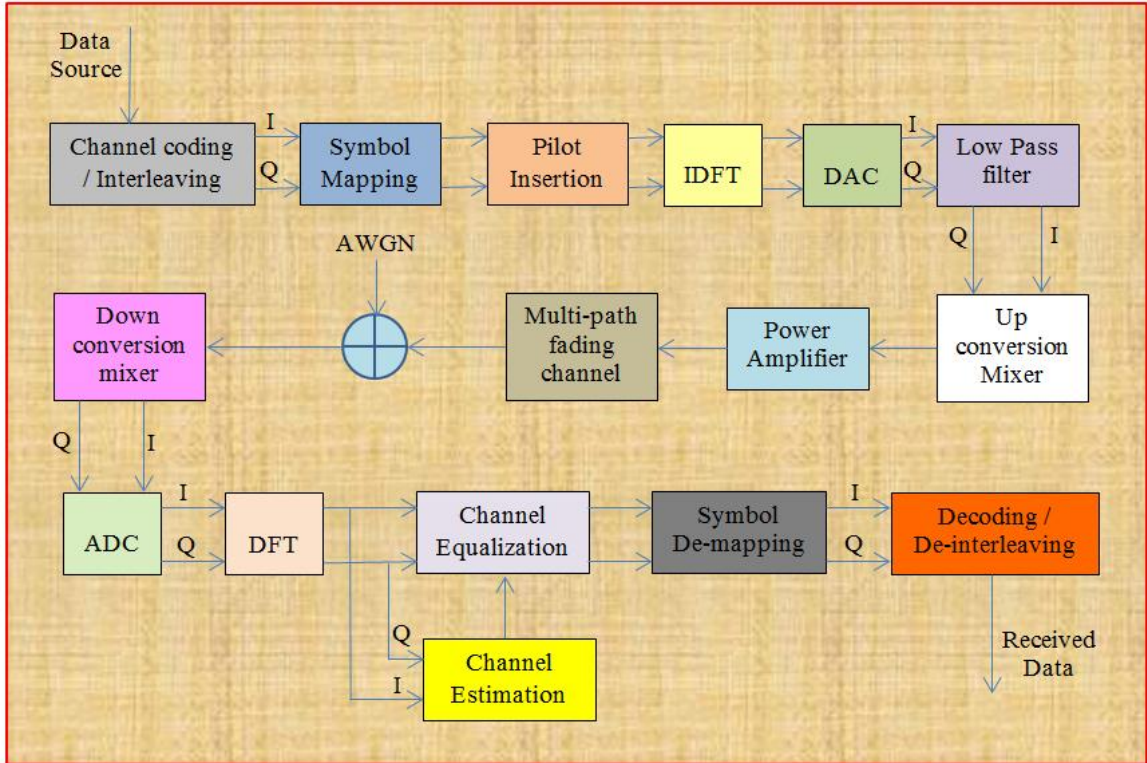 Data
Source
Channel coding
/ Interleaving
I
Q
Symbol
Mapping
Pilot
Insertion
IDFT
DAC
I
Q
Low Pass
filter
Q
I
AWGN
Down
conversion
mixer
Multi-path
fading
channel
Power
Amplifier
Up
conversion
Mixer
Q
I
ADC
I
Q
DFT
Channel
Equalization
Symbol
De-mapping
I
Q
Decoding /
De-interleaving
Q
I
Channel
Estimation
Received
Data